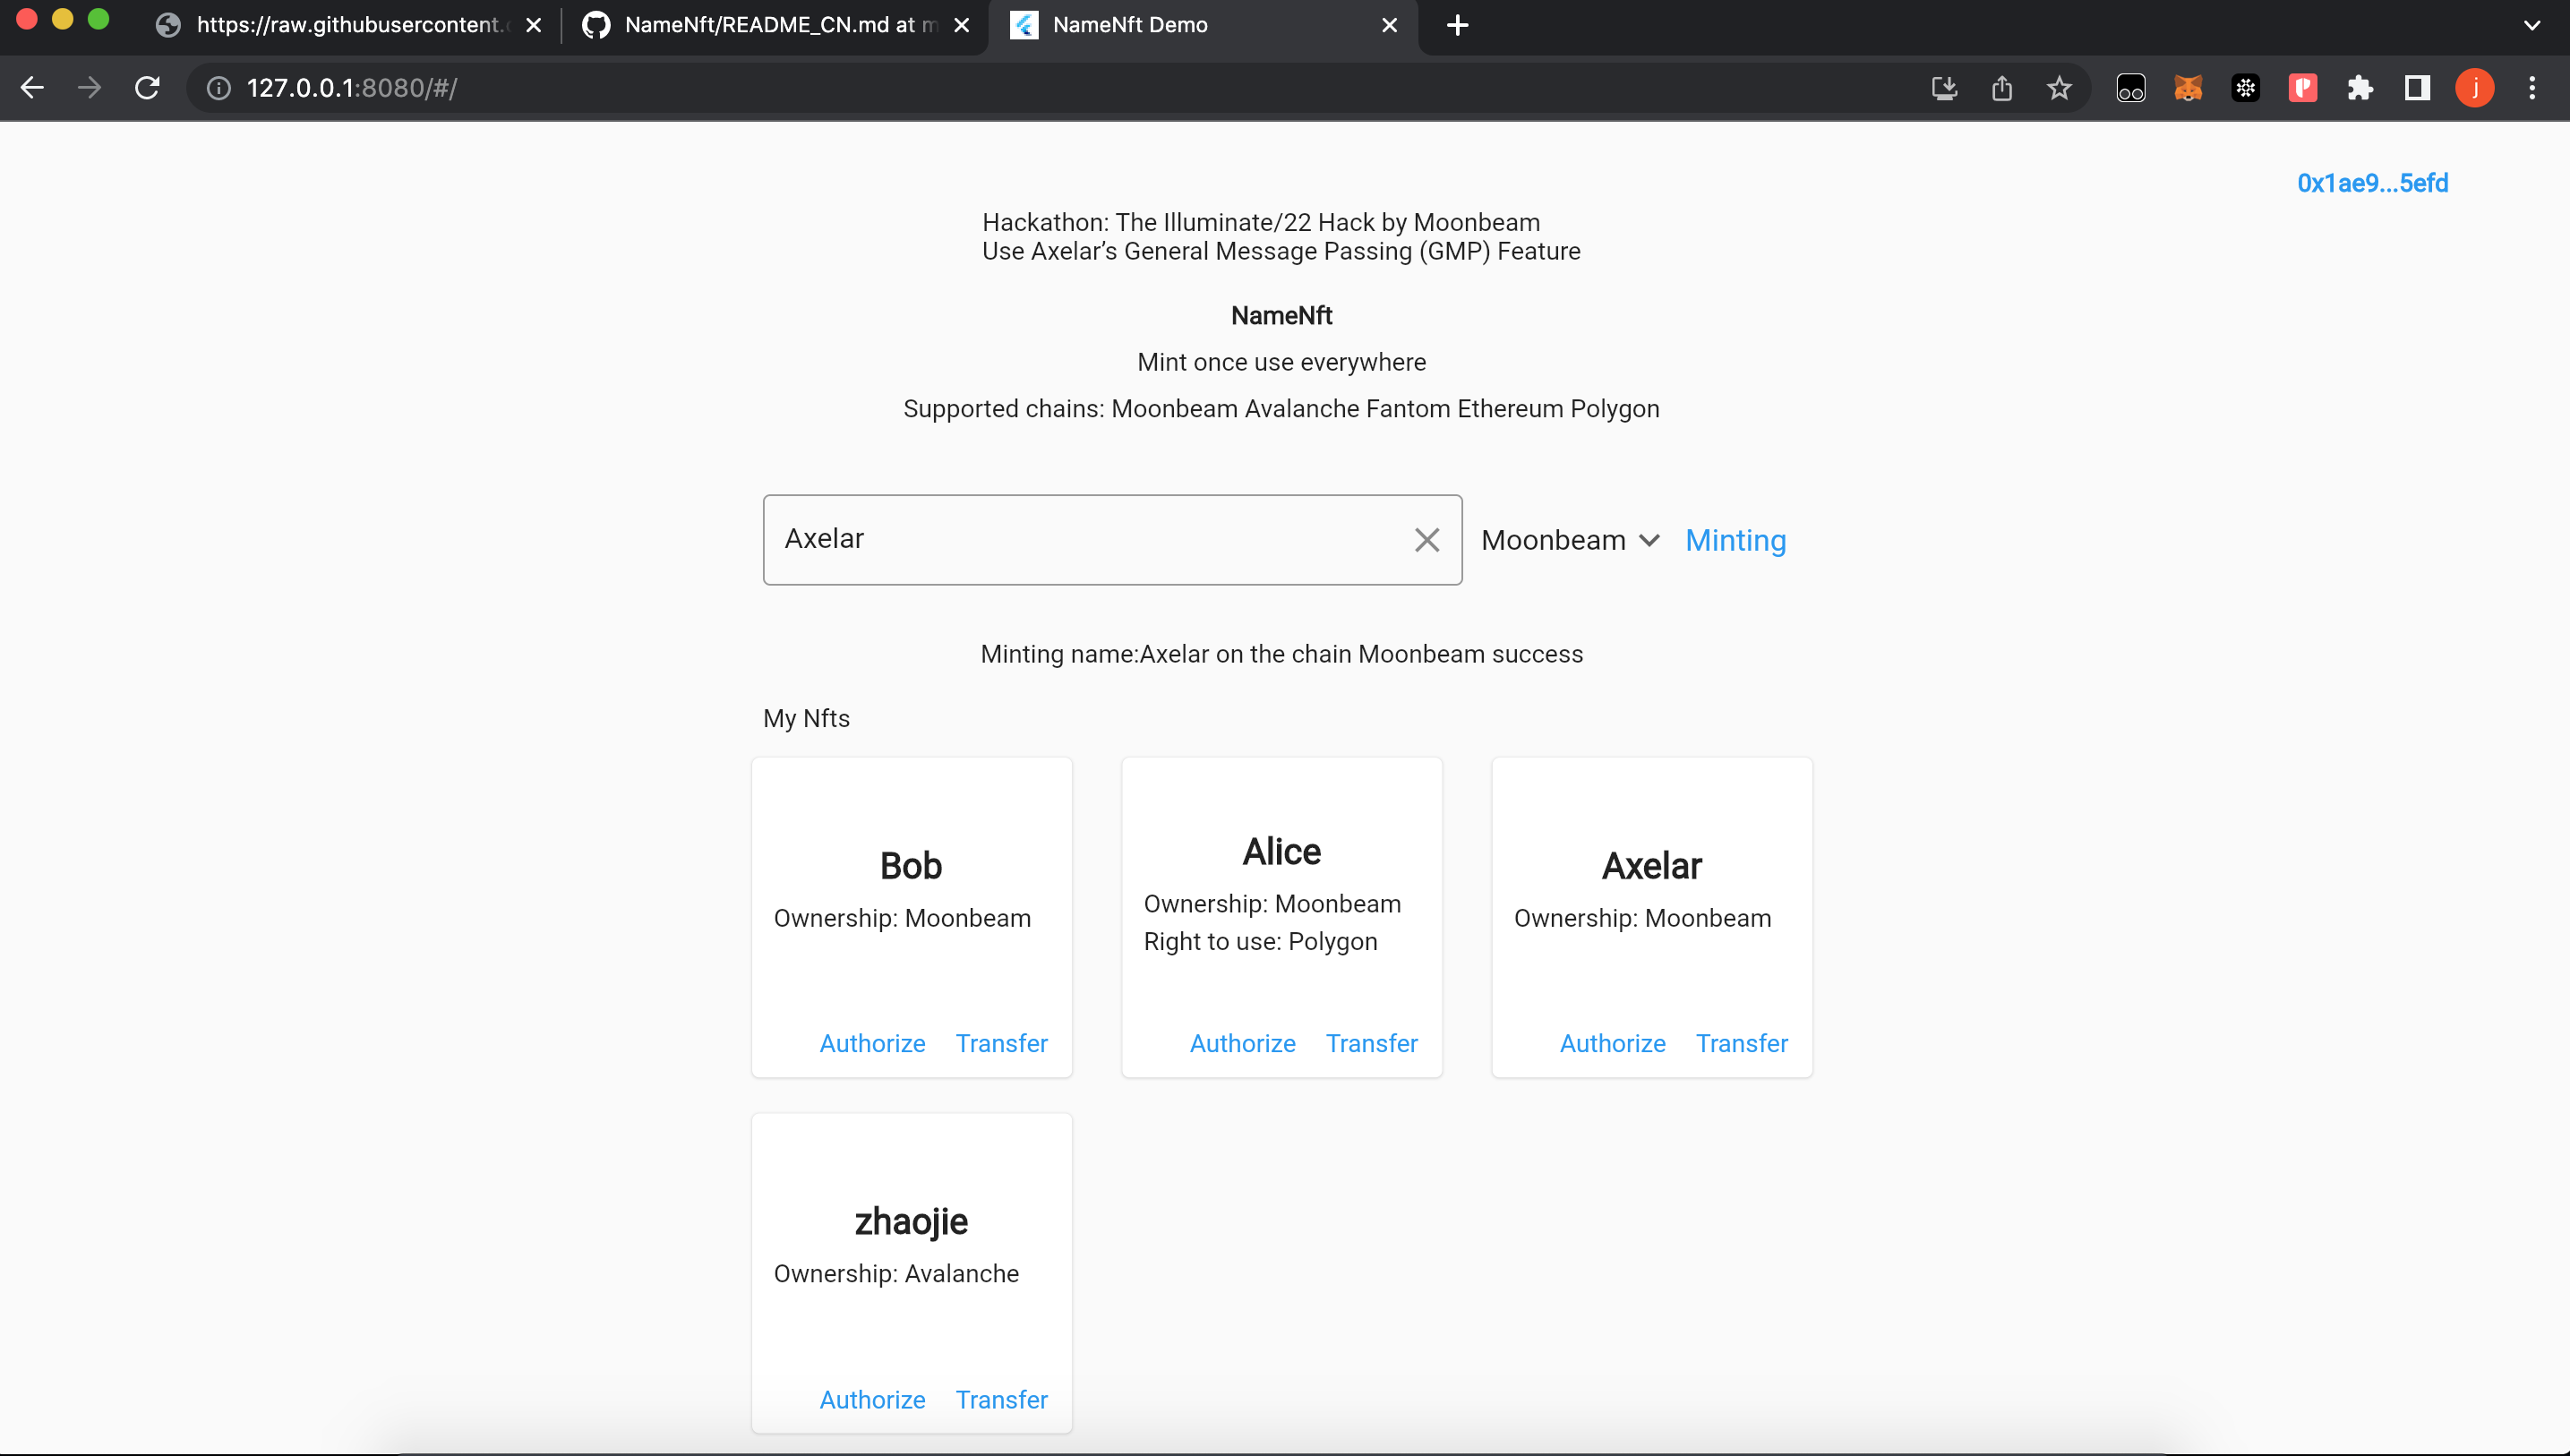 https://raw.githubusercontent.
NameNft/README_CN.md at m
NameNft Demo
127.0.0.1:8080/#/
j
0x1ae9...5efd
Hackathon: The Illuminate/22 Hack by Moonbeam
Use Axelar’s General Message Passing (GMP) Feature
NameNft
Mint once use everywhere
Supported chains: Moonbeam Avalanche Fantom Ethereum Polygon
Axelar
Moonbeam
Minting
Minting name:Axelar on the chain Moonbeam success
My Nfts
Bob
Ownership: Moonbeam
Authorize Transfer
Alice
Ownership: Moonbeam
Right to use: Polygon
Authorize Transfer
Axelar
Ownership: Moonbeam
Authorize Transfer
zhaojie
Ownership: Avalanche
Authorize Transfer